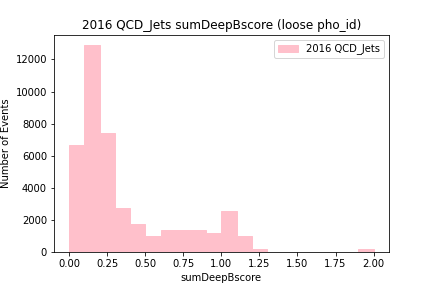 2016 QCD_Jets sumDeepBscore (loose pho_id)
2016 QCD_Jets
Number of Events
12000
10000
8000
6000
4000
2000
0
0.00 0.25 0.50 0.75 1.00 1.25 1.50 1.75 2.00
sumDeepBscore